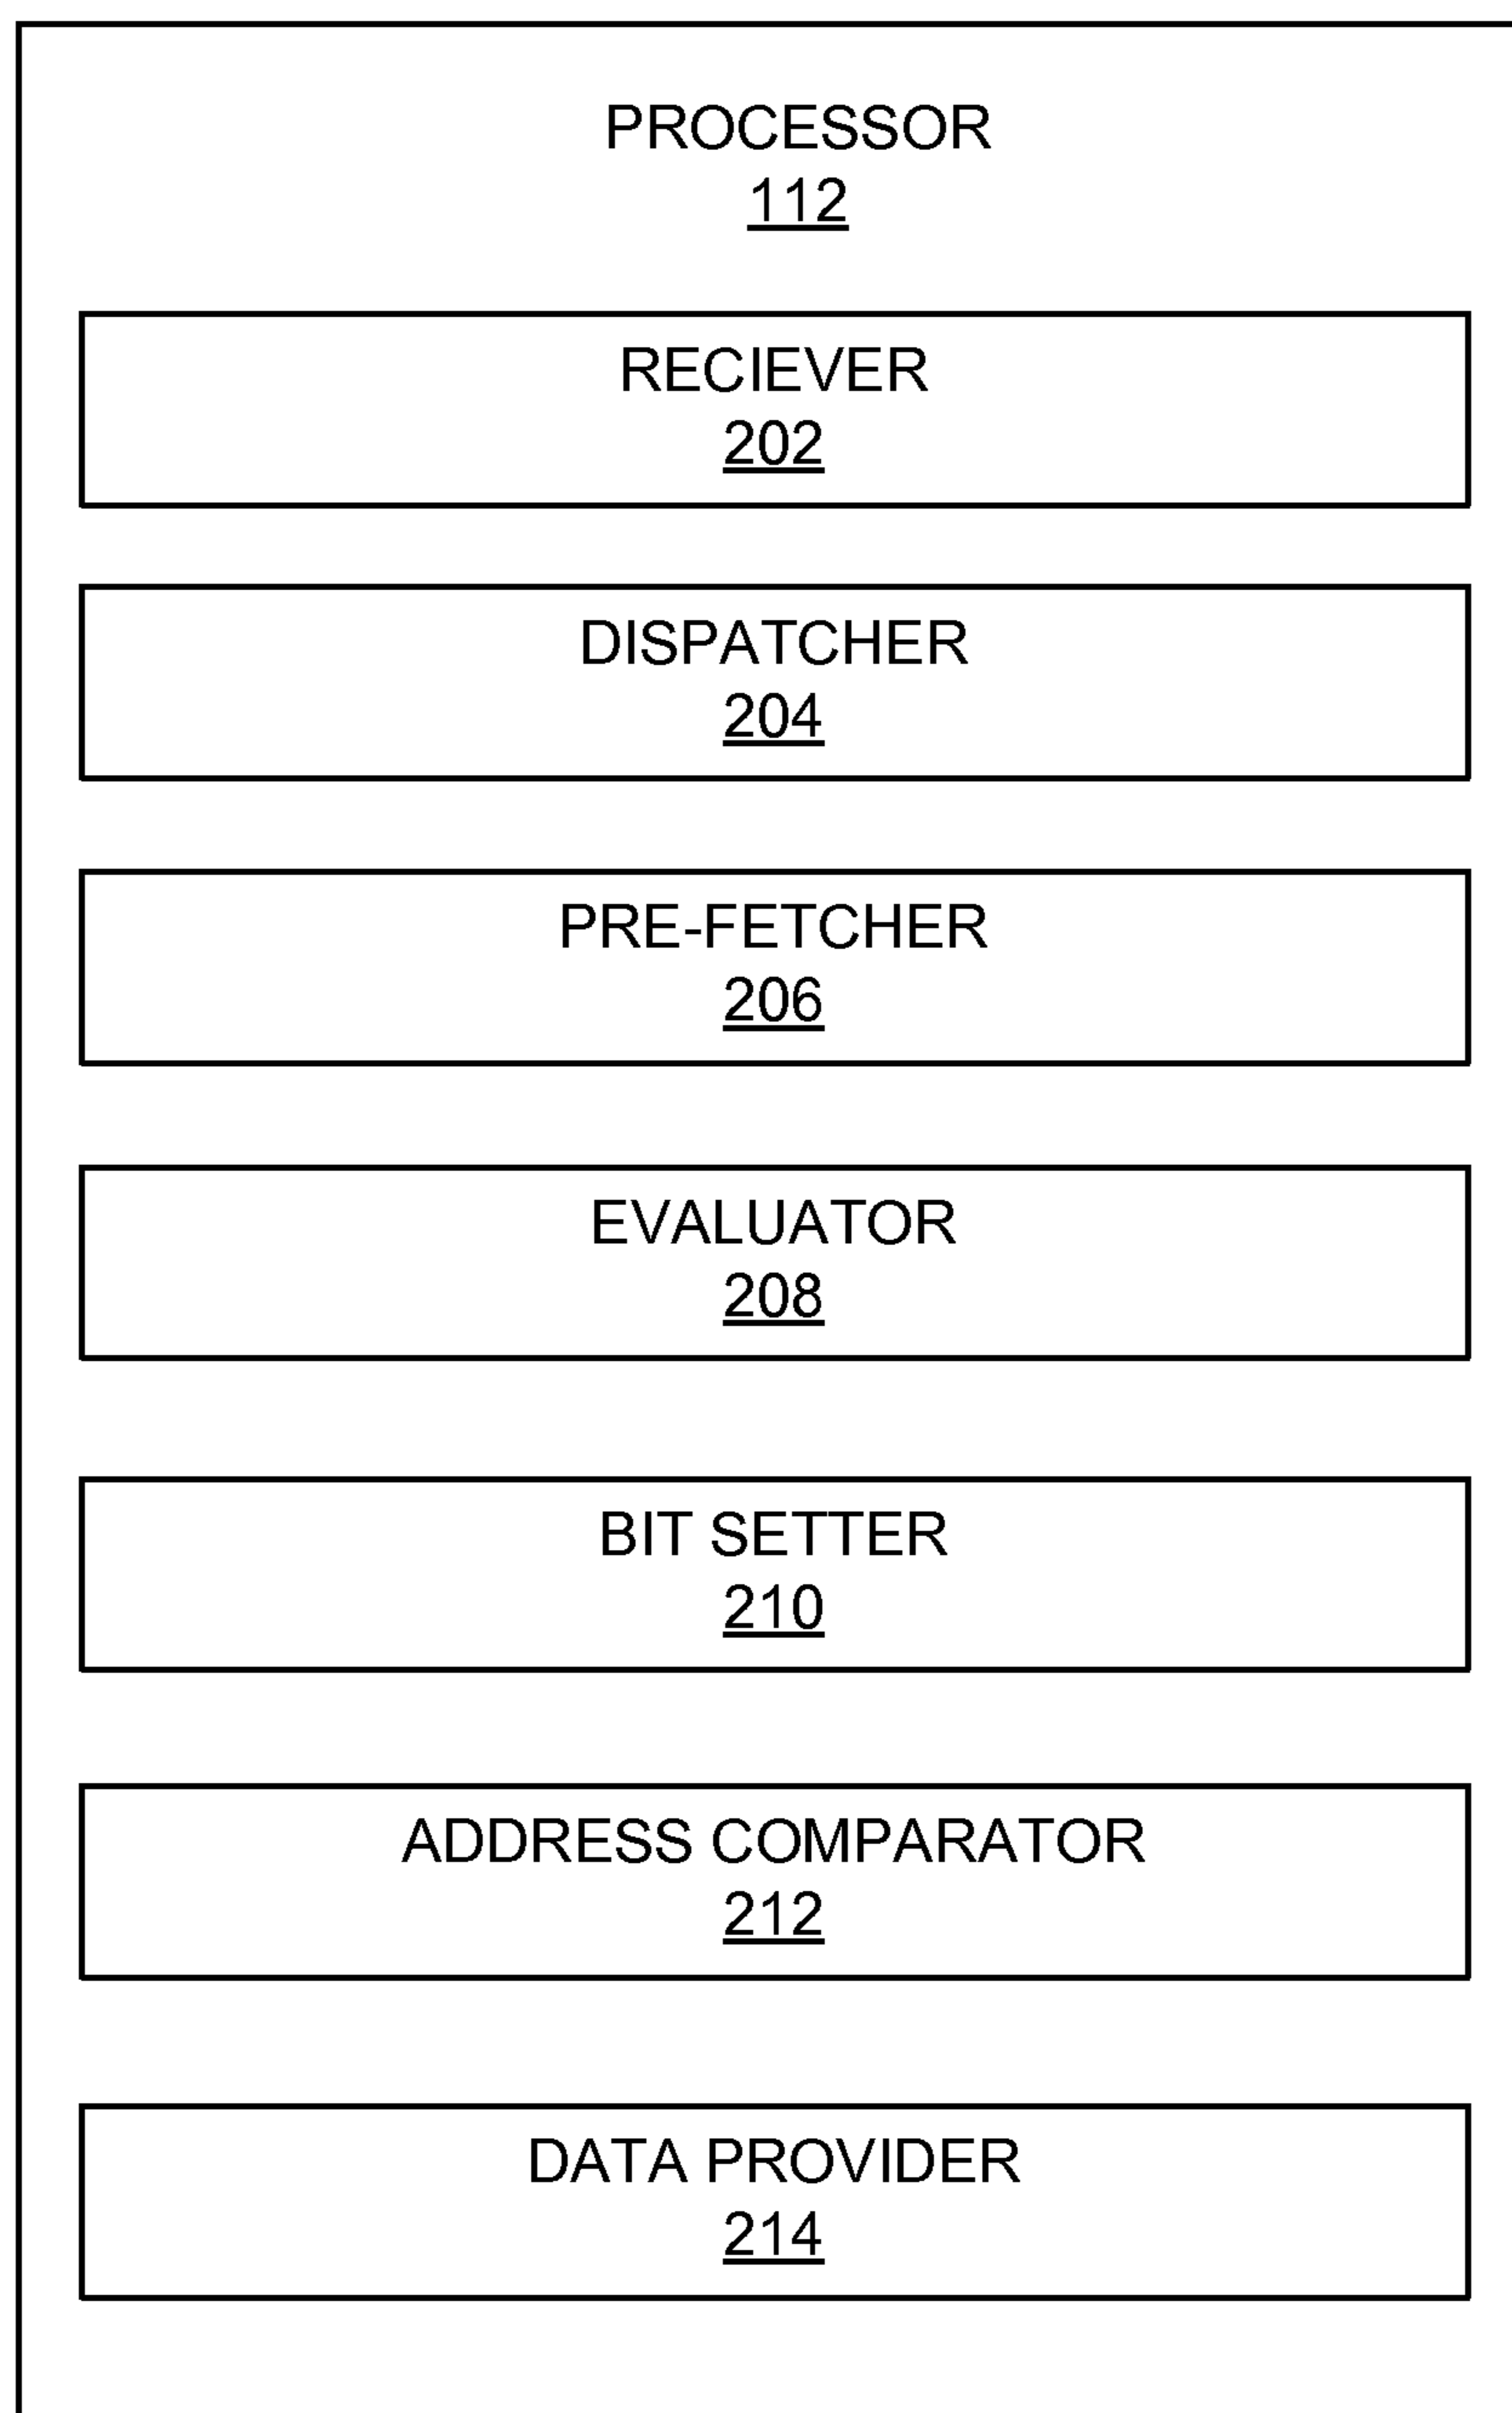 PROCESSOR
112
RECIEVER
202
DISPATCHER
204
PRE-FETCHER
206
EVALUATOR
208
BIT SETTER
210
ADDRESS COMPARATOR
212
DATA PROVIDER
214